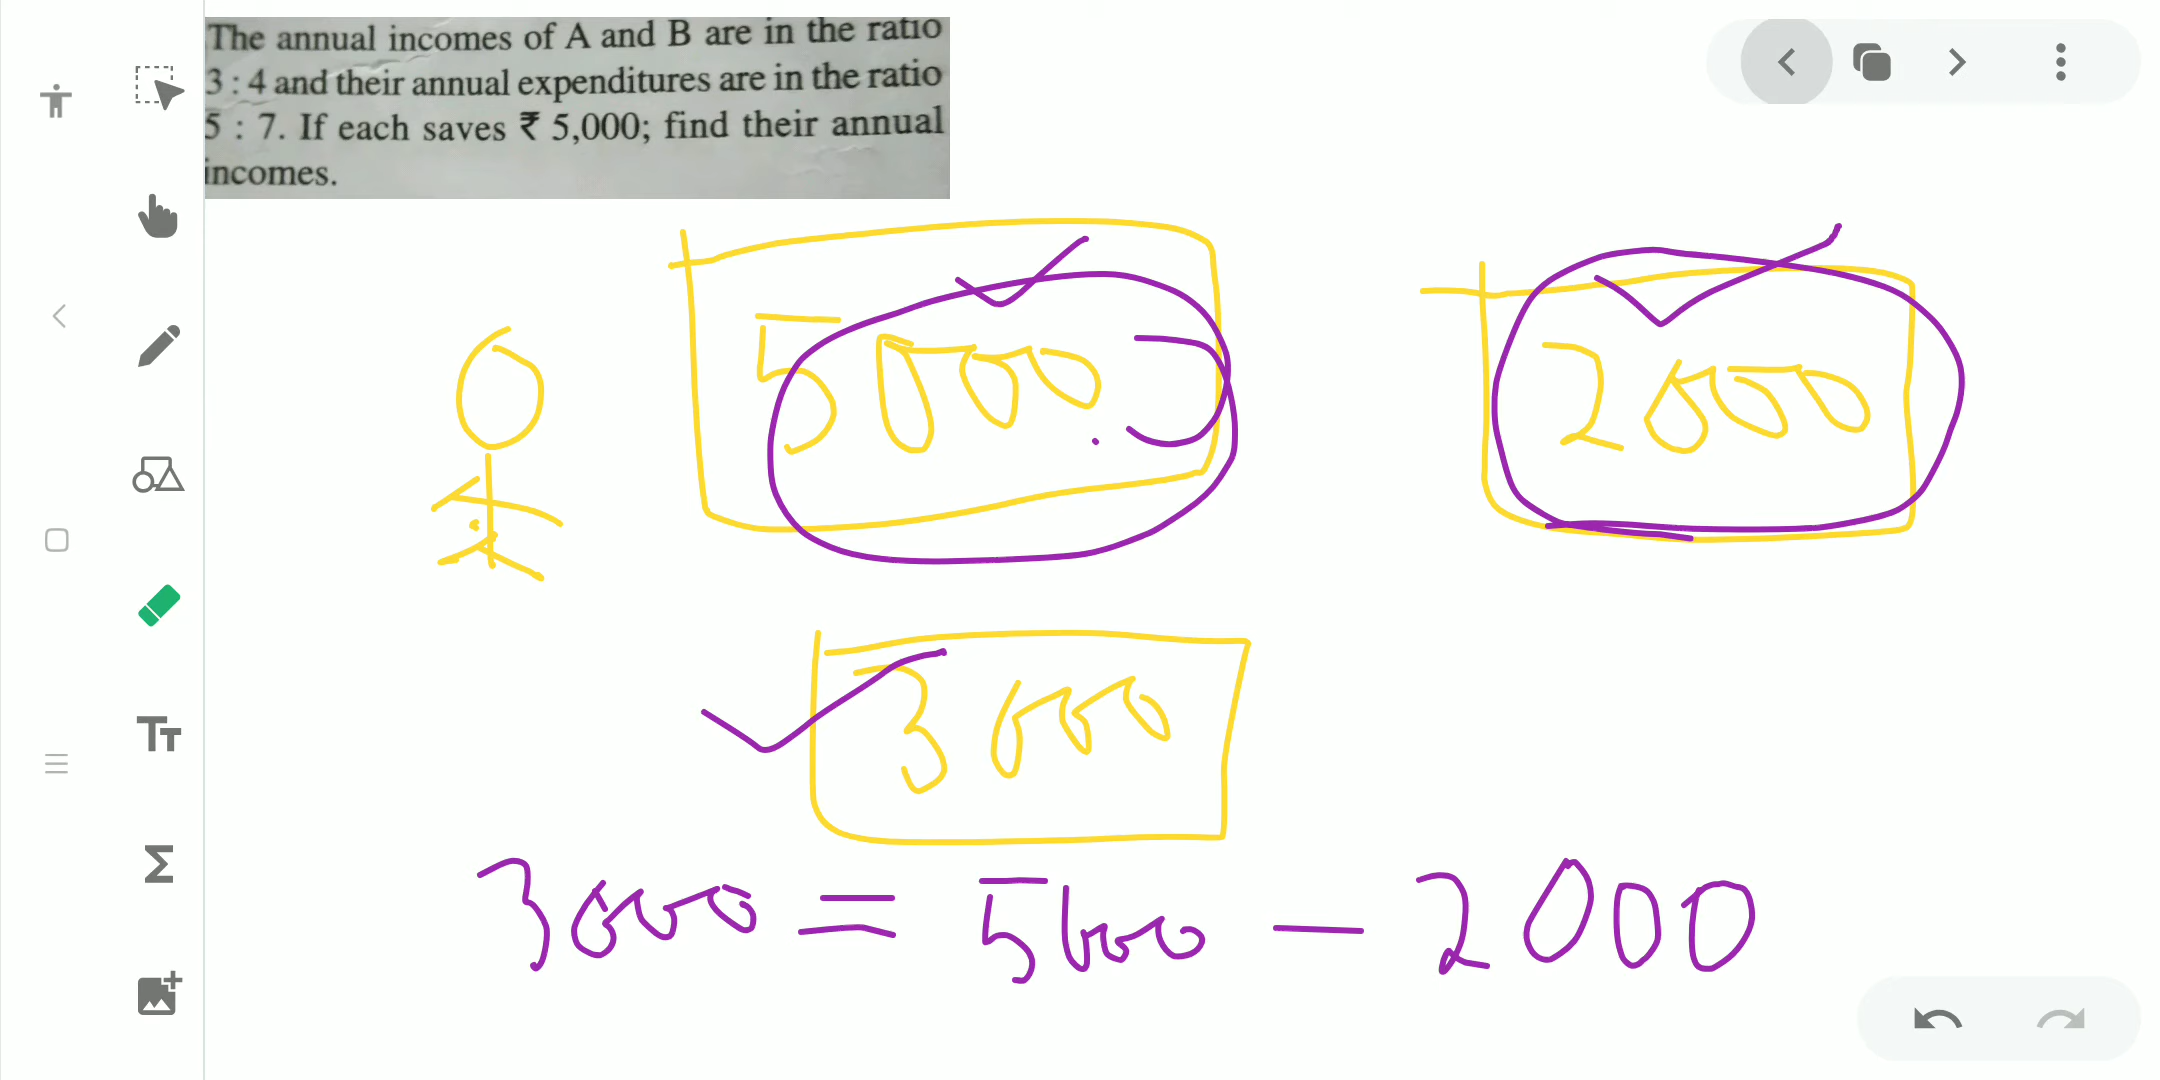 The annual incomes of A and B are in the ratio
3 : 4 and their annual expenditures are in the ratio
5 : 7. If each saves ₹ 5,000; find their annual
incomes.
5000
2000
3000
3000 = 5000 - 2000
Tт
Σ